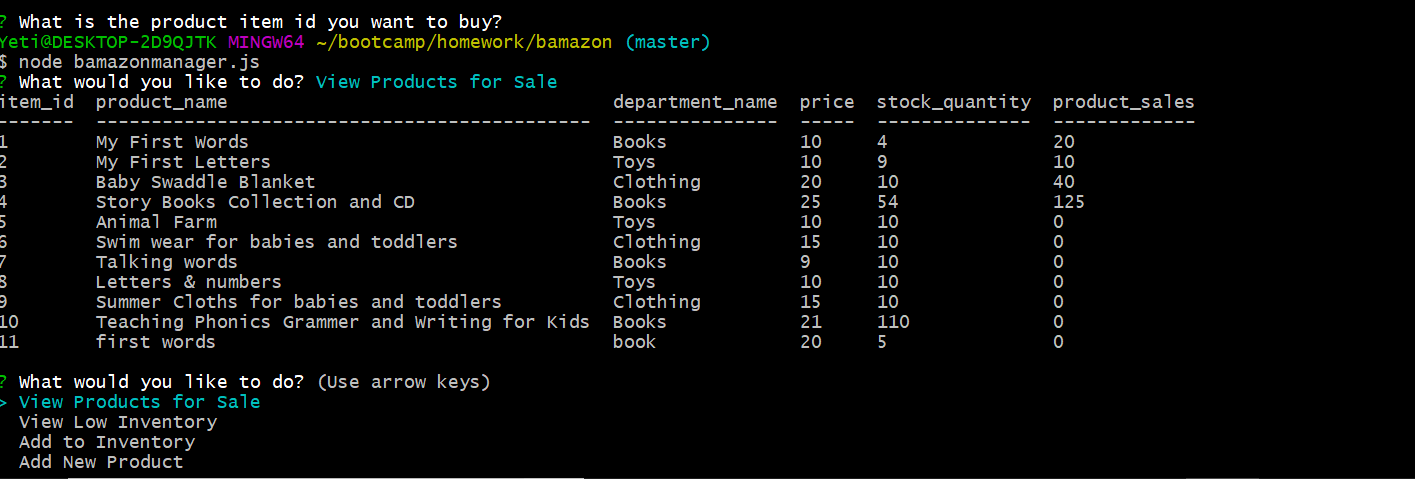 ? What is the product item id you want to buy?
Yeti@DESKTOP-2D9QJTK MINGW64 ~/bootcamp/homework/bamazon (master)
$ node bamazonmanager.js
? What would you like to do? View Products for Sale
item_id  product_name                                   department_name  price  stock_quantity  product_sales
-------  ---------------------------------------------  ---------------  -----  --------------  -------------
1        My First Words                                 Books            10     4               20
2        My First Letters                               Toys             10     9               10
3        Baby Swaddle Blanket                           Clothing         20     10              40
4        Story Books Collection and CD                  Books            25     54              125
5        Animal Farm                                    Toys             10     10              0
6        Swim wear for babies and toddlers              Clothing         15     10              0
7        Talking words                                  Books            9      10              0
8        Letters & numbers                              Toys             10     10              0
9        Summer Cloths for babies and toddlers          Clothing         15     10              0
10       Teaching Phonics Grammer and Writing for Kids  Books            21     110             0
11       first words                                    book             20     5               0
? What would you like to do? (Use arrow keys)
> View Products for Sale
  View Low Inventory
  Add to Inventory
  Add New Product